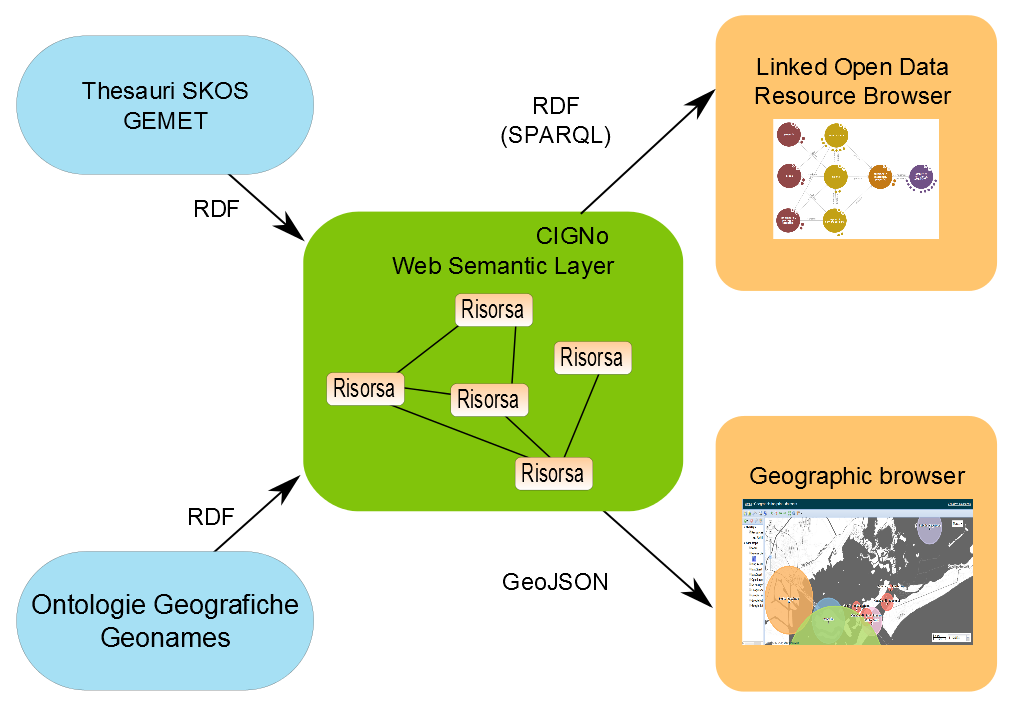 Thesauri SKOS
GEMET
RDF
RDF
(SPARQL)
Linked Open Data
Resource Browser
CIGNo
Web Semantic Layer
Risorsa
Risorsa
Risorsa
Risorsa
Risorsa
RDF
Ontologie Geografiche
Geonames
GeoJSON
Geographic browser